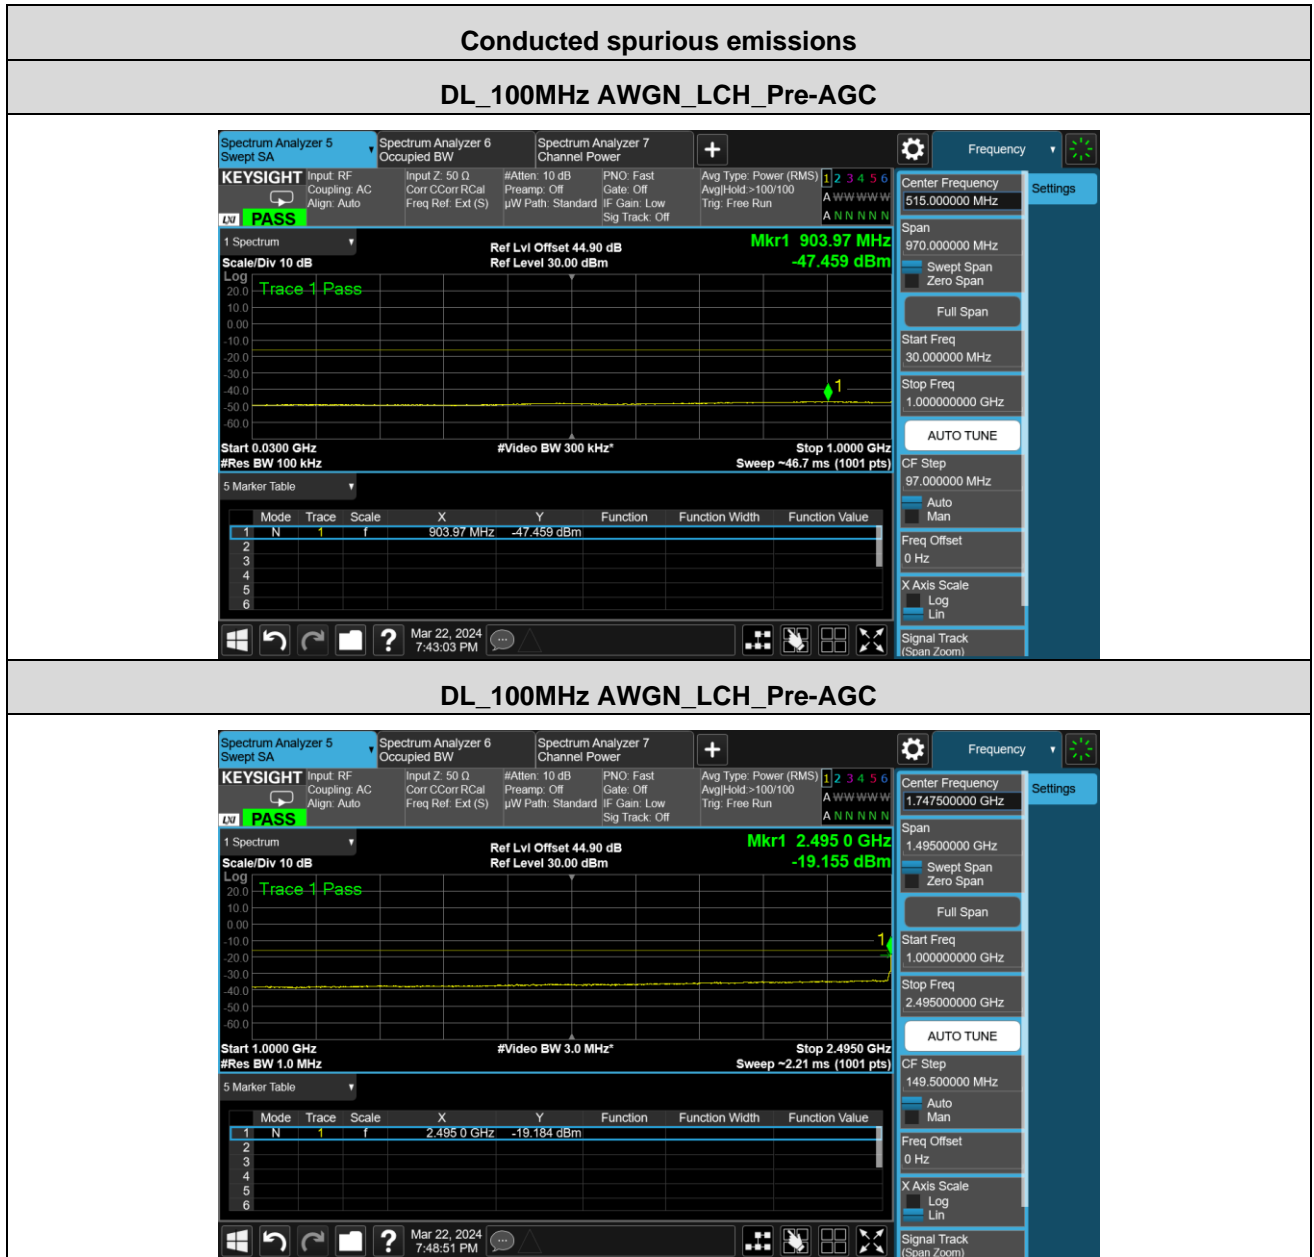 Conducted spurious emissions
DL_100MHz AWGN_LCH_Pre-AGC
Spectrum Analyzer 5
Swept SA
Spectrum Analyzer 6
Occupied BW
Spectrum Analyzer 7
Channel Power
Frequency
KEYSIGHT
Input: RF
Coupling: AC
Align: Auto
Input Z: 50 Ω
Corr CCorr RCal
Freq Ref: Ext (S)
#Atten: 10 dB
Preamp: Off
µW Path: Standard
PNO: Fast
Gate: Off
IF Gain: Low
Sig Track: Off
Avg Type: Power (RMS)
Avg|Hold:>100/100
Trig: Free Run
1 2 3 4 5 6
A W W W W W
A N N N N N
LXI PASS
1 Spectrum
Scale/Div 10 dB
Ref Lvl Offset 44.90 dB
Ref Level 30.00 dBm
Mkr1 903.97 MHz
-47.459 dBm
Log
Trace 1 Pass
20.0
10.0
0.00
-10.0
-20.0
-30.0
-40.0
-50.0
-60.0
1
Start 0.0300 GHz
#Res BW 100 kHz
#Video BW 300 kHz*
Stop 1.0000 GHz
Sweep ~46.7 ms (1001 pts)
5 Marker Table
Mode Trace Scale X Y Function Function Width Function Value
1 N 1 f 903.97 MHz -47.459 dBm
2
3
4
5
6
Mar 22, 2024
7:43:03 PM
Center Frequency
515.000000 MHz
Settings
Span
970.000000 MHz
Swept Span
Zero Span
Full Span
Start Freq
30.000000 MHz
Stop Freq
1.000000000 GHz
AUTO TUNE
CF Step
97.000000 MHz
Auto
Man
Freq Offset
0 Hz
X Axis Scale
Log
Lin
Signal Track
(Span Zoom)
DL_100MHz AWGN_LCH_Pre-AGC
Spectrum Analyzer 5
Swept SA
Spectrum Analyzer 6
Occupied BW
Spectrum Analyzer 7
Channel Power
Frequency
KEYSIGHT
Input: RF
Coupling: AC
Align: Auto
Input Z: 50 Ω
Corr CCorr RCal
Freq Ref: Ext (S)
#Atten: 10 dB
Preamp: Off
µW Path: Standard
PNO: Fast
Gate: Off
IF Gain: Low
Sig Track: Off
Avg Type: Power (RMS)
Avg|Hold:>100/100
Trig: Free Run
1 2 3 4 5 6
A W W W W W
A N N N N N
LXI PASS
1 Spectrum
Scale/Div 10 dB
Ref Lvl Offset 44.90 dB
Ref Level 30.00 dBm
Mkr1 2.495 0 GHz
-19.155 dBm
Log
Trace 1 Pass
20.0
10.0
0.00
-10.0
-20.0
-30.0
-40.0
-50.0
-60.0
1
Start 1.0000 GHz
#Res BW 1.0 MHz
#Video BW 3.0 MHz*
Stop 2.4950 GHz
Sweep ~2.21 ms (1001 pts)
5 Marker Table
Mode Trace Scale X Y Function Function Width Function Value
1 N 1 f 2.495 0 GHz -19.184 dBm
2
3
4
5
6
Mar 22, 2024
7:48:51 PM
Center Frequency
1.747500000 GHz
Settings
Span
1.49500000 GHz
Swept Span
Zero Span
Full Span
Start Freq
1.000000000 GHz
Stop Freq
2.495000000 GHz
AUTO TUNE
CF Step
149.500000 MHz
Auto
Man
Freq Offset
0 Hz
X Axis Scale
Log
Lin
Signal Track
(Span Zoom)